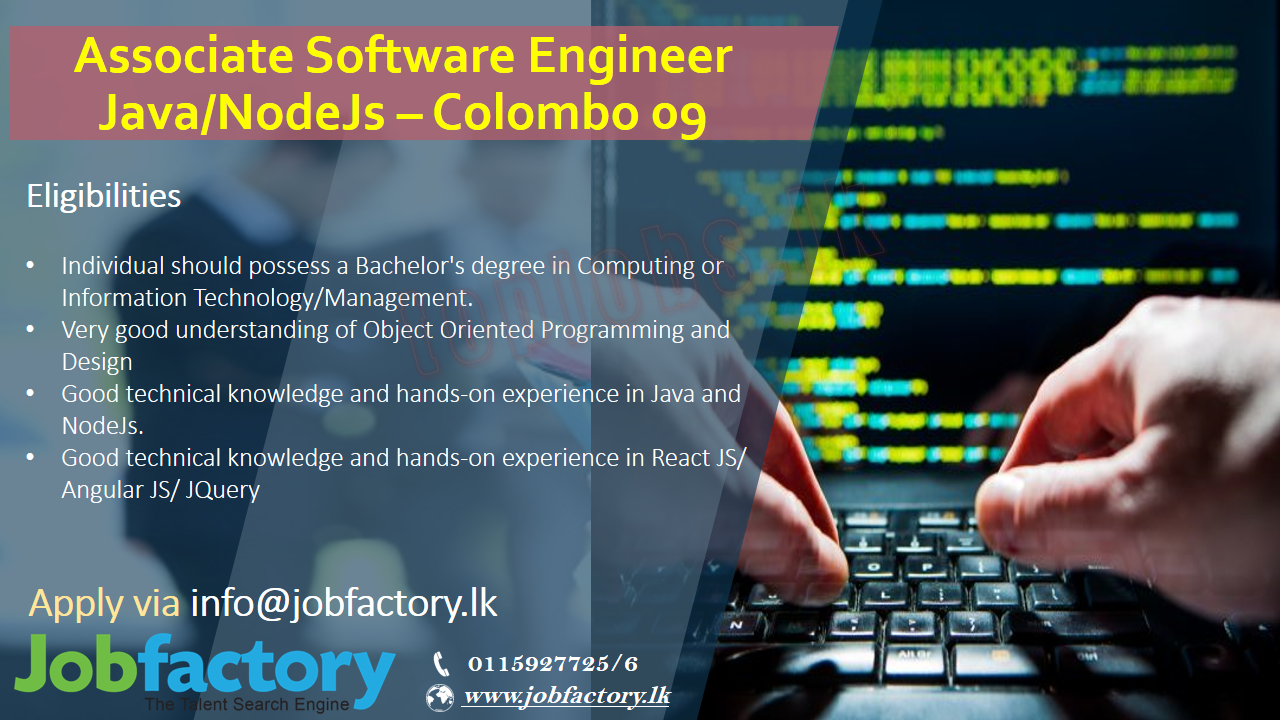 Associate Software Engineer
Java/NodeJs – Colombo 09
Eligibilities
• Individual should possess a Bachelor's degree in Computing or
Information Technology/Management.
• Very good understanding of Object Oriented Programming and
Design
• Good technical knowledge and hands-on experience in Java and
NodeJs.
• Good technical knowledge and hands-on experience in React JS/
Angular JS/ JQuery
Apply via info@jobfactory.lk
Jobfactory
The Talent Search Engine
0115927725/6
www.jobfactory.lk